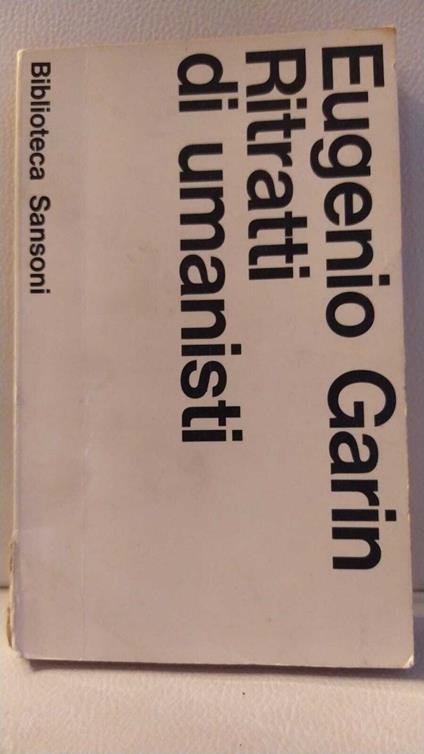 Eugenio Garin
Ritratti
di umanisti
Biblioteca Sansoni